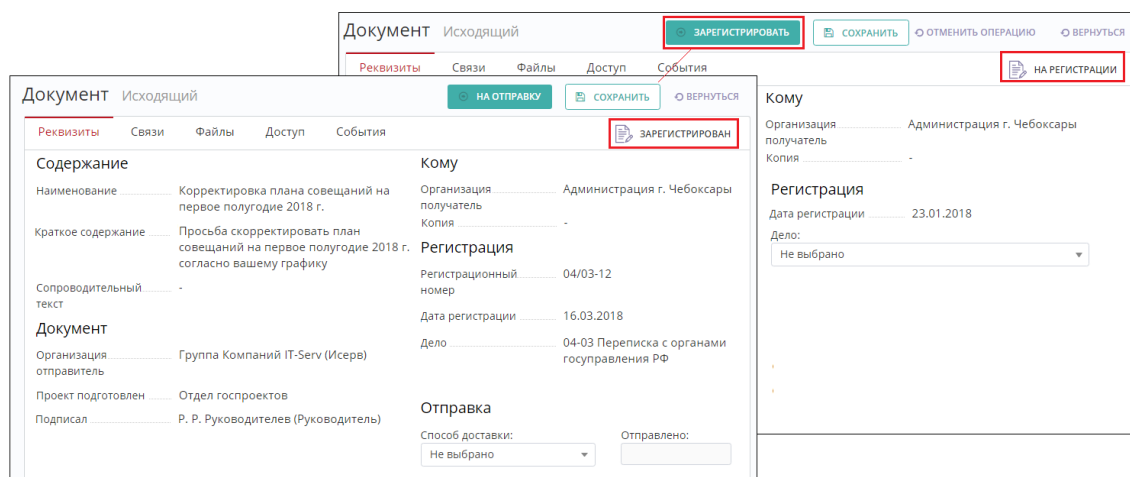 Документ Исходящий
ЗАРЕГИСТРИРОВАТЬ
СОХРАНИТЬ
ОТМЕНИТЬ ОПЕРАЦИЮ
ВЕРНУТЬСЯ
Реквизиты Связи Файлы Доступ События
НА РЕГИСТРАЦИИ
Кому
Организация получатель Администрация г. Чебоксары
Копия -
Регистрация
Дата регистрации 23.01.2018
Дело:
Не выбрано
Документ Исходящий
НА ОТПРАВКУ
СОХРАНИТЬ
ВЕРНУТЬСЯ
Реквизиты Связи Файлы Доступ События
ЗАРЕГИСТРИРОВАН
Содержание
Наименование Корректировка плана совещаний на
первое полугодие 2018 г.
Краткое содержание Просьба скорректировать план
совещаний на первое полугодие 2018 г.
согласно вашему графику
Сопроводительный -
текст
Документ
Организация Группа Компаний IT-Serv (Исерв)
отправитель
Проект подготовлен Отдел госпроектов
Подписал Р. Р. Руководителев (Руководитель)
Кому
Организация Администрация г. Чебоксары
получатель
Копия -
Регистрация
Регистрационный 04/03-12
номер
Дата регистрации 16.03.2018
Дело 04-03 Переписка с органами
госуправления РФ
Отправка
Способ доставки: Отправлено:
Не выбрано